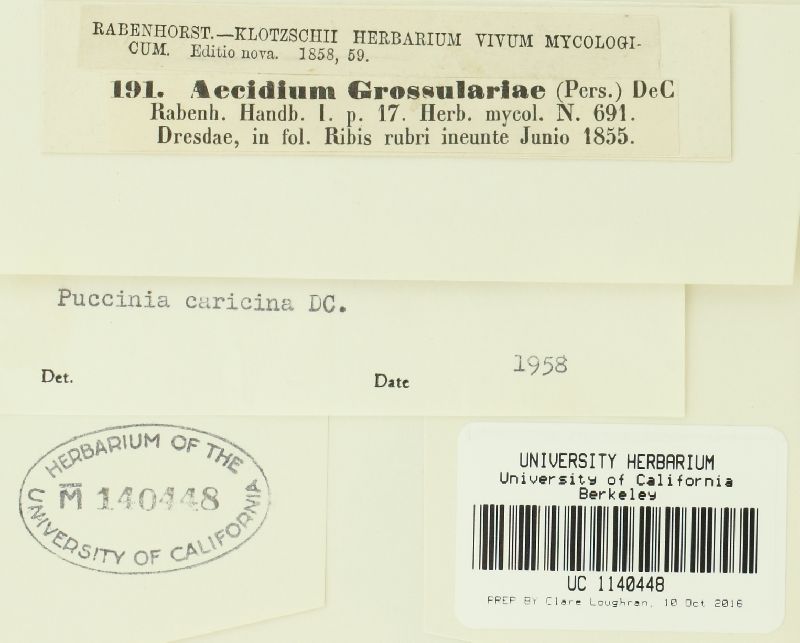 RABENHORST.—KLOTZSCHII HERBARIUM VIVUM MYCOLOGI-
CUM. Editio nova. 1858, 59.
191. Aecidium Grossulariae (Pers.) DeC
Rabenh. Handb. I. p. 17. Herb. mycol. N. 691.
Dresdae, in fol. Ribis rubri ineunte Junio 1855.
Puccinia caricina DC.
Det. Date 1958
HERBARIUM OF THE
M 140448
UNIVERSITY OF CALIFORNIA
UNIVERSITY HERBARIUM
University of California
Berkeley
UC 1140448
PREP BY Clare Loughran, 10 Oct 2016